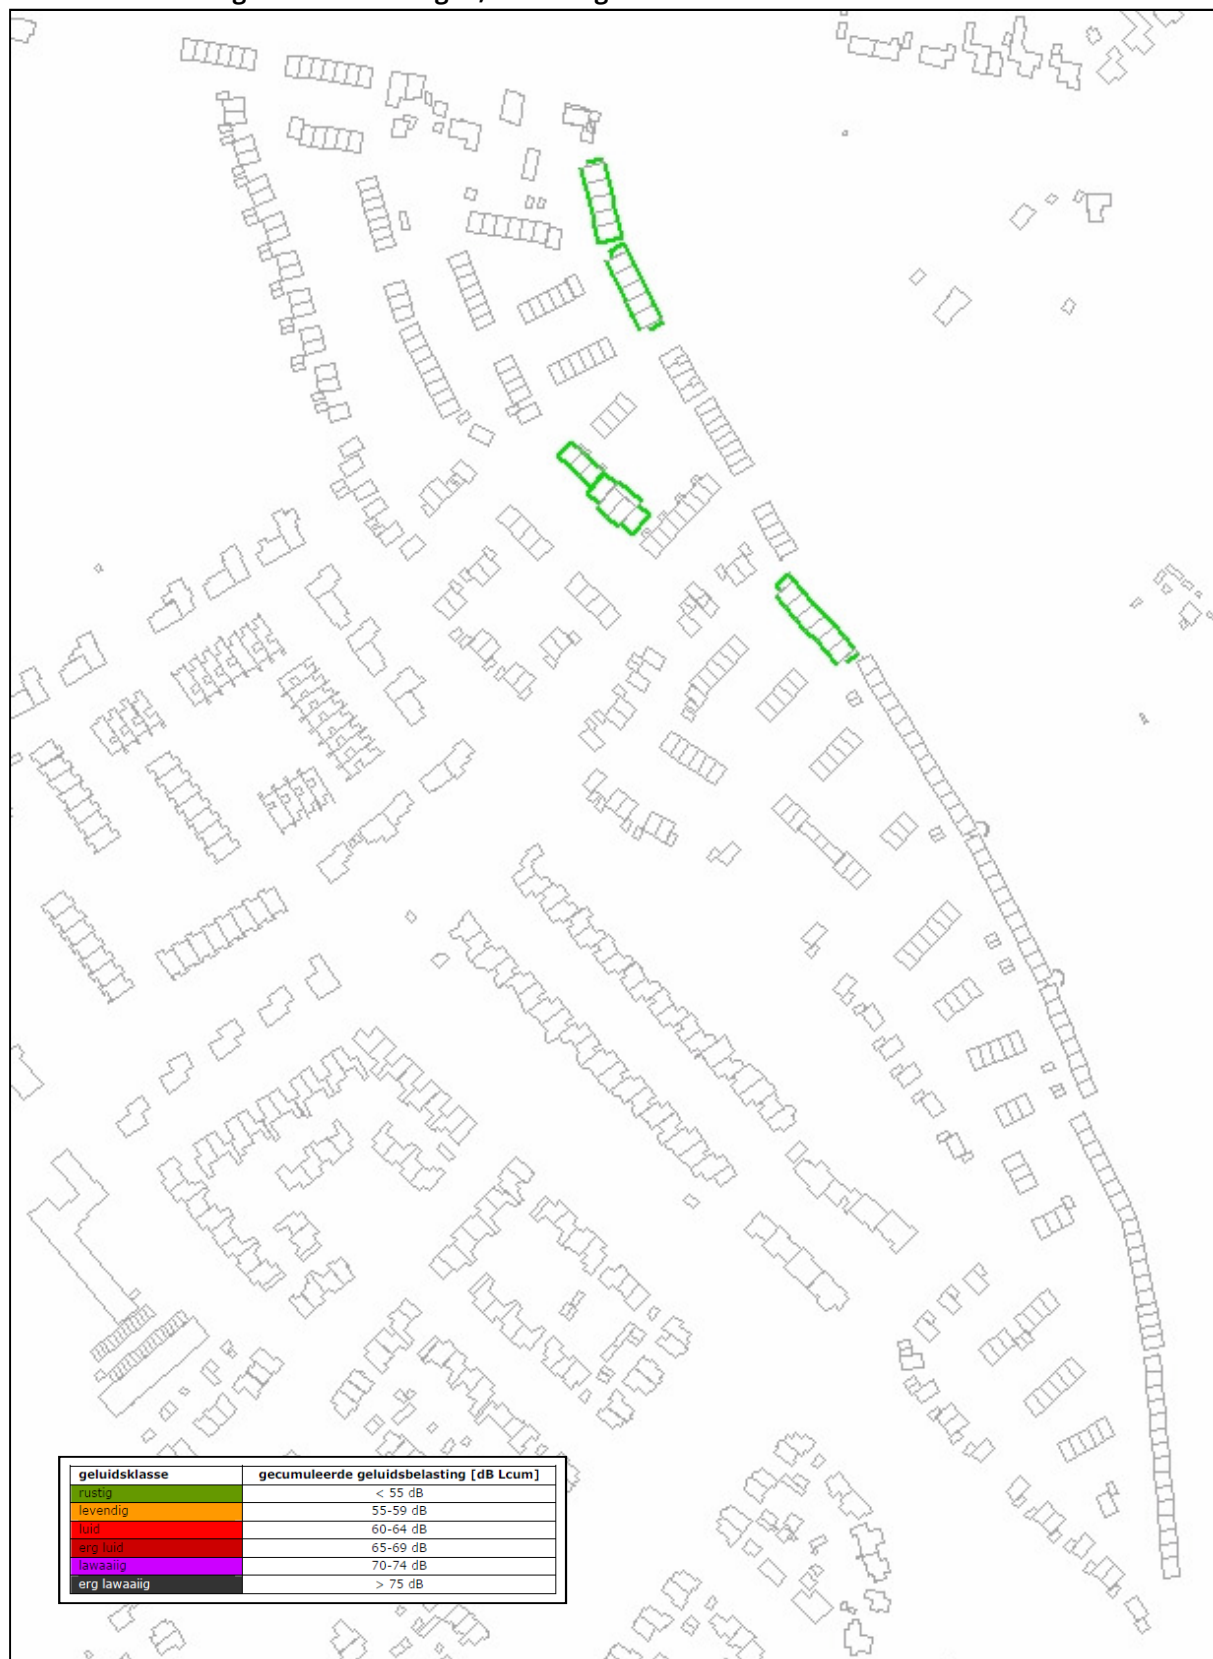 geluidsklasse gecumuleerde geluidsbelasting [dB Lcum]
rustig < 55 dB
levendig 55-59 dB
luid 60-64 dB
erg luid 65-69 dB
lawaaiig 70-74 dB
erg lawaaiig > 75 dB